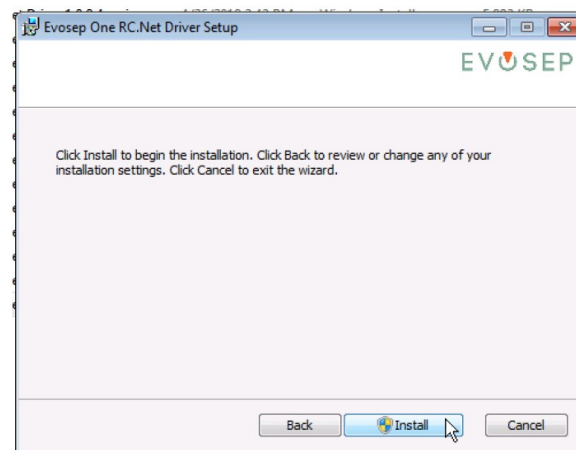 Evosep One RC.Net Driver Setup
EVOSEP
Click Install to begin the installation. Click Back to review or change any of your
installation settings. Click Cancel to exit the wizard.
Back
Install
Cancel